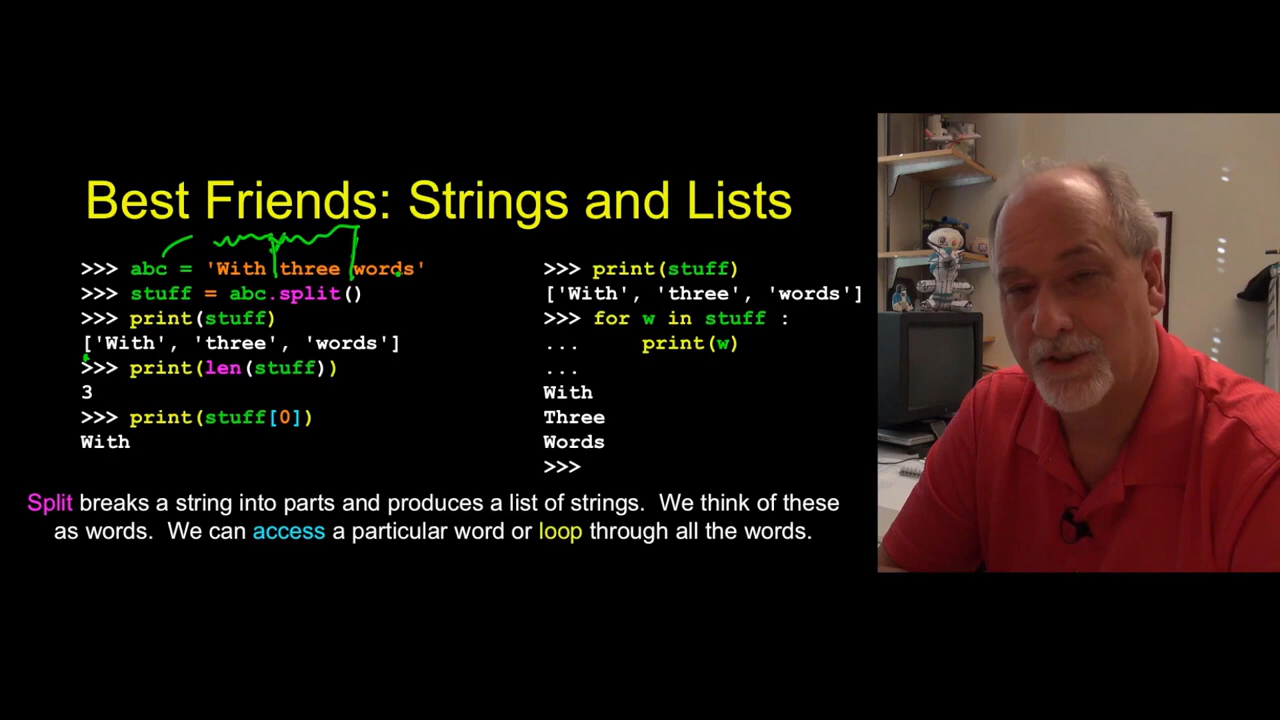 Best Friends: Strings and Lists
>>> abc = 'With three words'
>>> stuff = abc.split()
>>> print(stuff)
['With', 'three', 'words']
>>> print(len(stuff))
3
>>> print(stuff[0])
With
>>> print(stuff)
['With', 'three', 'words']
>>> for w in stuff :
...     print(w)
...
With
Three
Words
>>>
Split breaks a string into parts and produces a list of strings.  We think of these
as words.  We can access a particular word or loop through all the words.